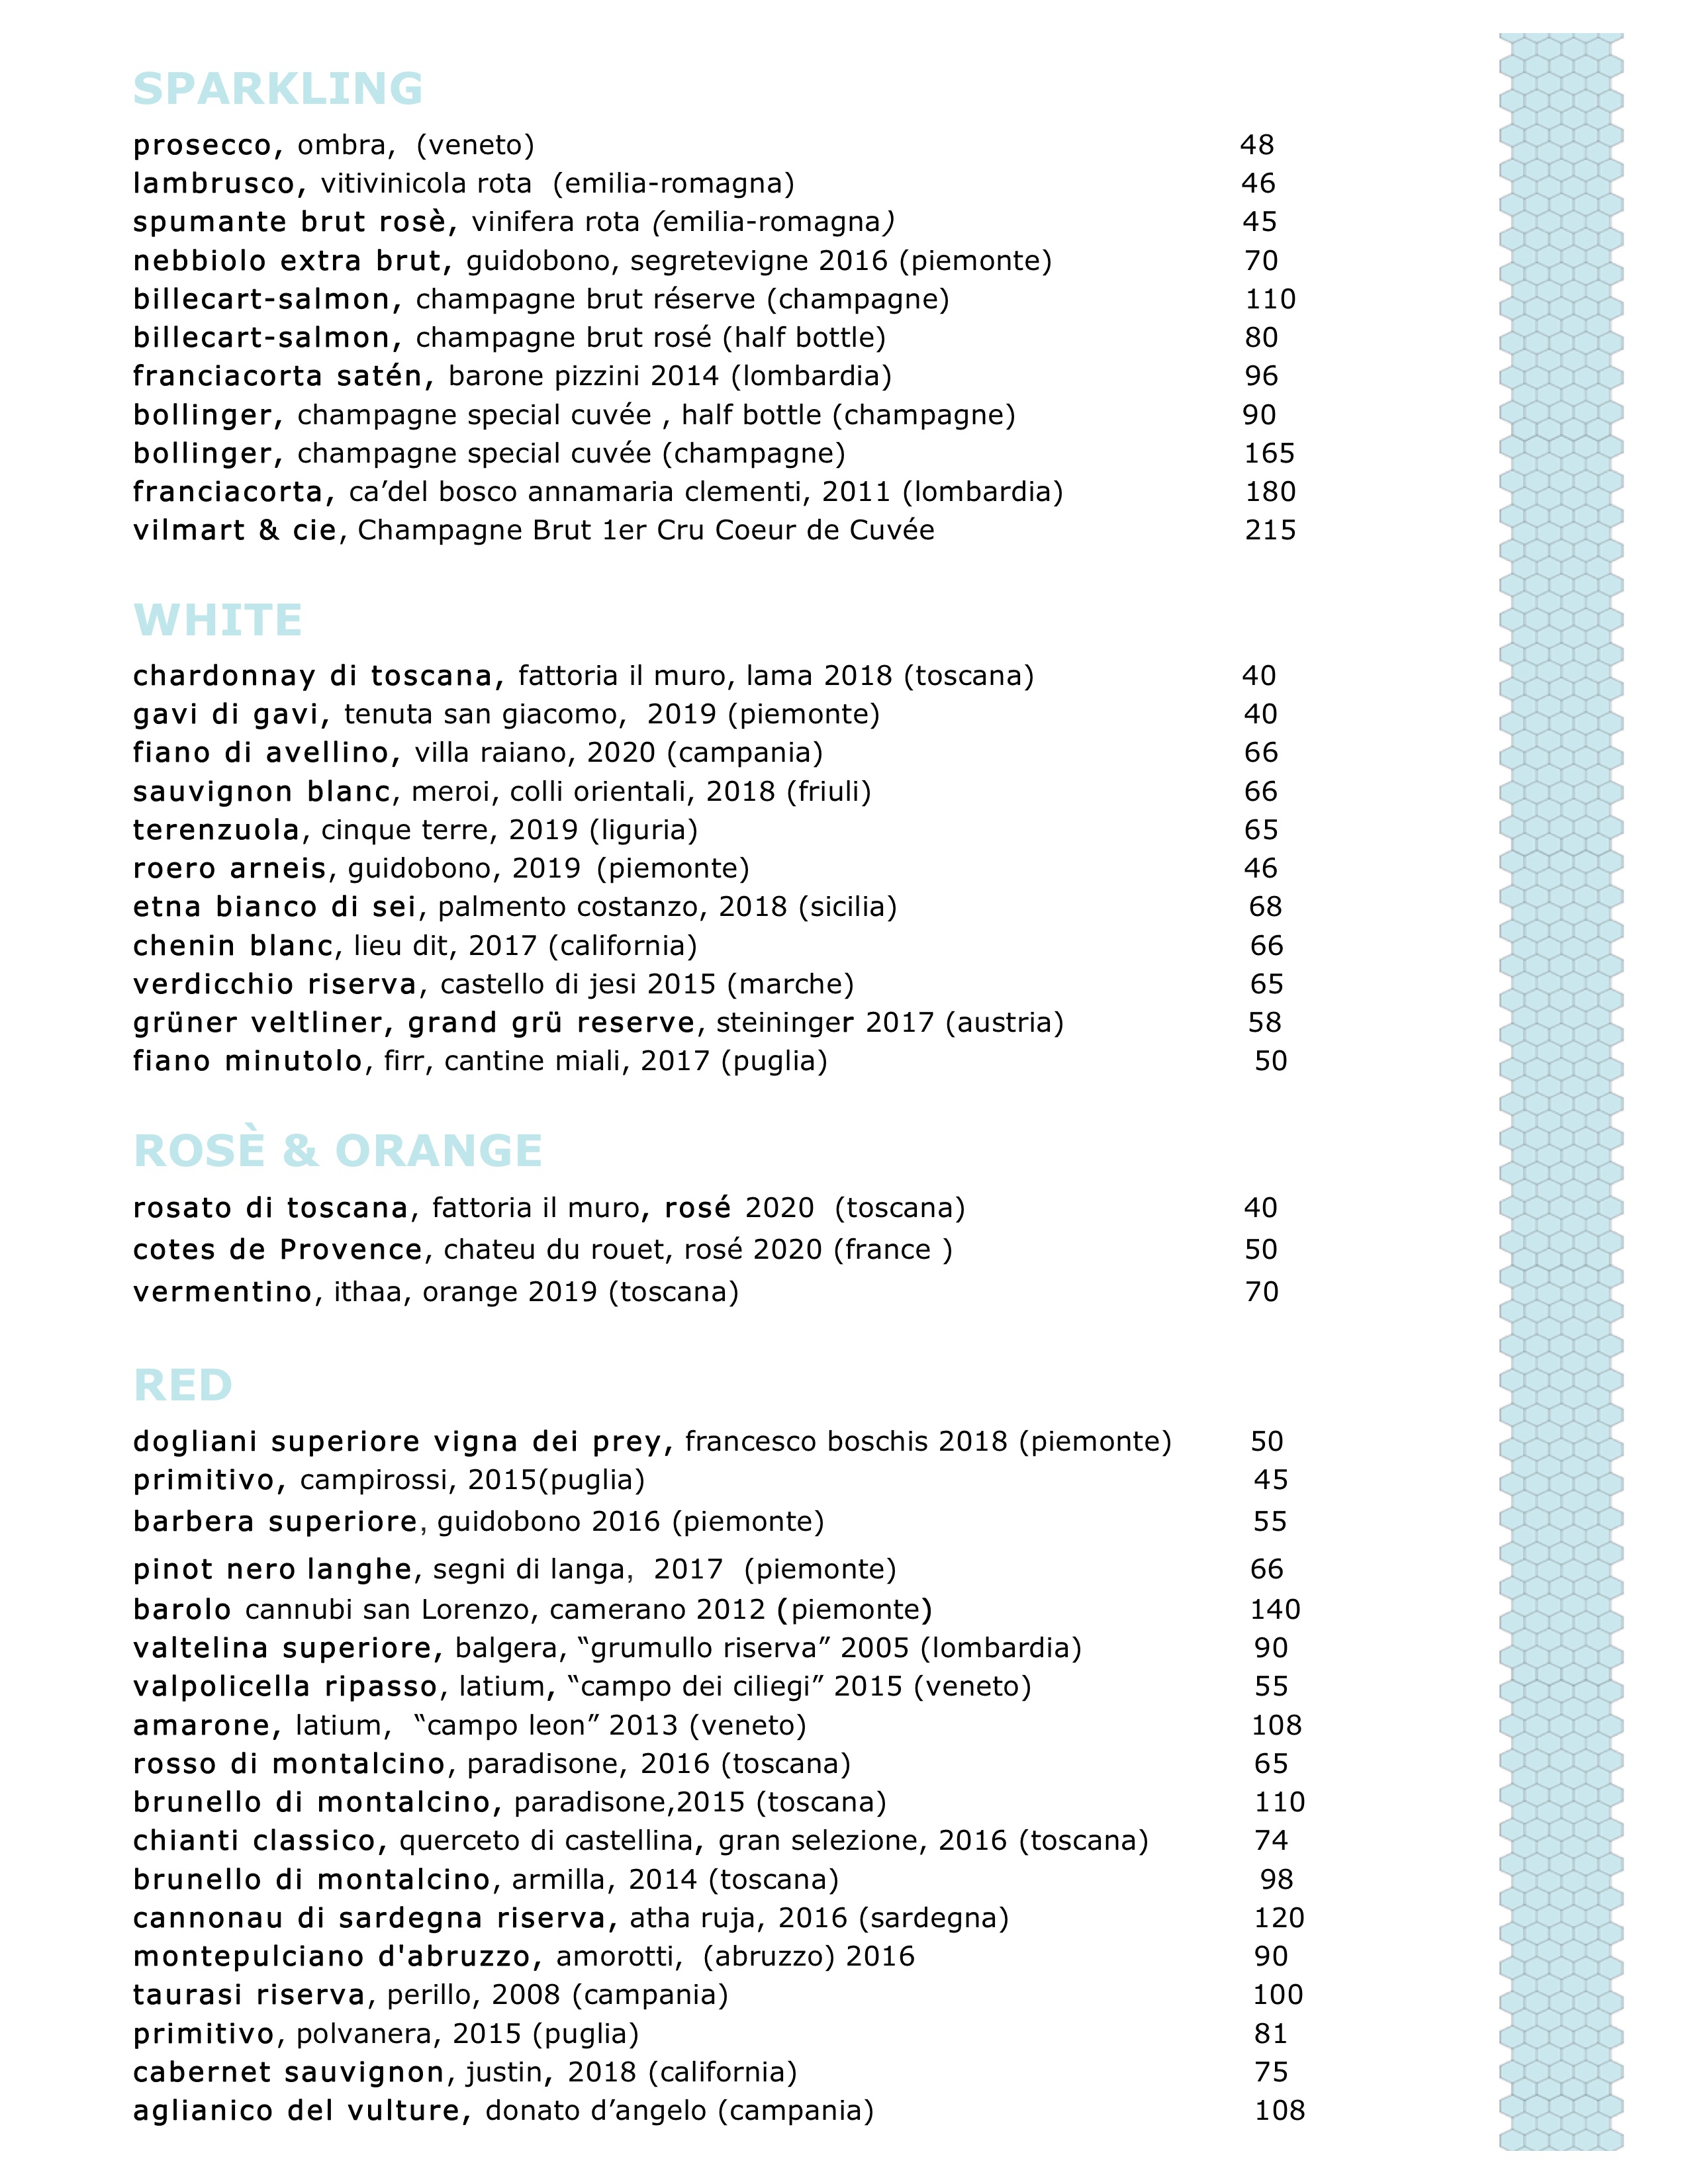 SPARKLING
prosecco, ombra, (veneto) 48
lambrusco, vitivinicola rota (emilia-romagna) 46
spumante brut rosè, vinifera rota (emilia-romagna) 45
nebbiolo extra brut, guidobono, segretevigne 2016 (piemonte) 70
billecart-salmon, champagne brut réserve (champagne) 110
billecart-salmon, champagne brut rosé (half bottle) 80
franciacorta satén, barone pizzini 2014 (lombardia) 96
bollinger, champagne special cuvée , half bottle (champagne) 90
bollinger, champagne special cuvée (champagne) 165
franciacorta, ca’del bosco annamaria clementi, 2011 (lombardia) 180
vilmart & cie, Champagne Brut 1er Cru Coeur de Cuvée 215
WHITE
chardonnay di toscana, fattoria il muro, lama 2018 (toscana) 40
gavi di gavi, tenuta san giacomo, 2019 (piemonte) 40
fiano di avellino, villa raiano, 2020 (campania) 66
sauvignon blanc, meroi, colli orientali, 2018 (friuli) 66
terenzuola, cinque terre, 2019 (liguria) 65
roero arneis, guidobono, 2019 (piemonte) 46
etna bianco di sei, palmento costanzo, 2018 (sicilia) 68
chenin blanc, lieu dit, 2017 (california) 66
verdicchio riserva, castello di jesi 2015 (marche) 65
grüner veltliner, grand grü reserve, steininger 2017 (austria) 58
fiano minutolo, firr, cantine miali, 2017 (puglia) 50
ROSÈ & ORANGE
rosato di toscana, fattoria il muro, rosé 2020 (toscana) 40
cotes de Provence, chateu du rouet, rosé 2020 (france ) 50
vermentino, ithaa, orange 2019 (toscana) 70
RED
dogliani superiore vigna dei prey, francesco boschis 2018 (piemonte) 50
primitivo, campirossi, 2015(puglia) 45
barbera superiore, guidobono 2016 (piemonte) 55
pinot nero langhe, segni di langa, 2017 (piemonte) 66
barolo cannubi san Lorenzo, camerano 2012 (piemonte) 140
valtelina superiore, balgera, “grumullo riserva” 2005 (lombardia) 90
valpolicella ripasso, latium, “campo dei ciliegi” 2015 (veneto) 55
amarone, latium, “campo leon” 2013 (veneto) 108
rosso di montalcino, paradisone, 2016 (toscana) 65
brunello di montalcino, paradisone,2015 (toscana) 110
chianti classico, querceto di castellina, gran selezione, 2016 (toscana) 74
brunello di montalcino, armilla, 2014 (toscana) 98
cannonau di sardegna riserva, atha ruja, 2016 (sardegna) 120
montepulciano d'abruzzo, amorotti, (abruzzo) 2016 90
taurasi riserva, perillo, 2008 (campania) 100
primitivo, polvanera, 2015 (puglia) 81
cabernet sauvignon, justin, 2018 (california) 75
aglianico del vulture, donato d’angelo (campania) 108